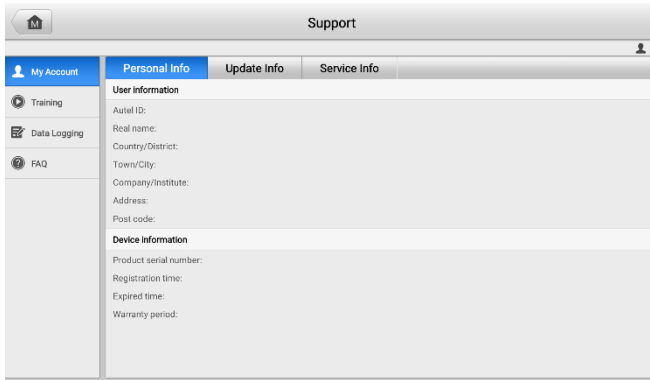 M
Support
My Account
Training
Data Logging
FAQ
Personal Info Update Info Service Info
User information
Autel ID:
Real name:
Country/District:
Town/City:
Company/Institute:
Address:
Post code:
Device information
Product serial number:
Registration time:
Expired time:
Warranty period: